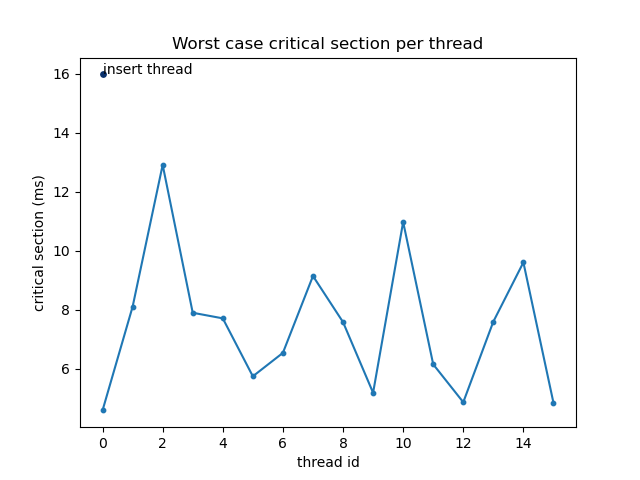 Worst case critical section per thread
insert thread
critical section (ms)
16
14
12
10
8
6
0 2 4 6 8 10 12 14
thread id